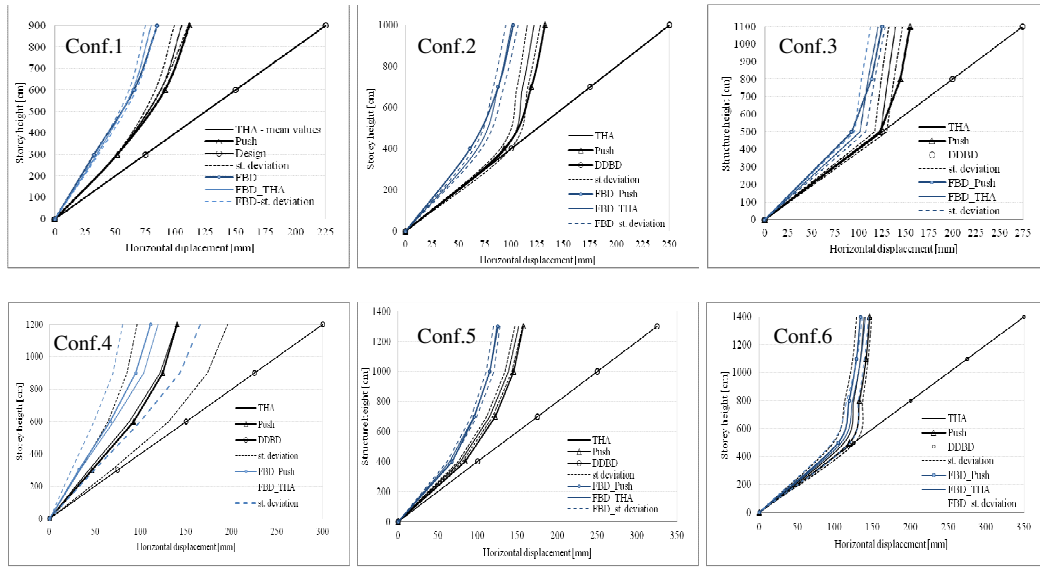 Conf.1
Storey height [cm]
900
800
700
600
500
400
300
200
100
0
0 25 50 75 100 125 150 175 200 225
Horizontal displacement [mm]
THA - mean values
Push
Design
st. deviation
FBD
FBD_THA
FBD-st. deviation
Conf.2
Storey height [cm]
1000
800
600
400
200
0
0 25 50 75 100 125 150 175 200 225 250
Horizontal displacement [mm]
THA
Push
DDBD
st deviation
FBD_Push
FBD_THA
FBD_st. deviation
Conf.3
Structure height [cm]
1100
1000
900
800
700
600
500
400
300
200
100
0
0 25 50 75 100 125 150 175 200 225 250 275
Horizontal displacement [mm]
THA
Push
DDBD
st. deviation
FBD_Push
FBD_THA
st. deviation
Conf.4
Storey height [cm]
1200
1000
800
600
400
200
0
0 50 100 150 200 250 300
Horizontal displacement [mm]
THA
Push
DDBD
st. deviation
FBD_Push
FBD_THA
st. deviation
Conf.5
Structure height [cm]
1400
1200
1000
800
600
400
200
0
0 50 100 150 200 250 300 350
Horizontal displacement [mm]
THA
Push
DDBD
st deviation
FBD_Push
FBD_THA
FBD_st deviation
Conf.6
Storey height [cm]
1400
1200
1000
800
600
400
200
0
0 50 100 150 200 250 300 350
Horizontal displacement [mm]
THA
Push
DDBD
st. deviation
FBD_Push
FBD_THA
FBD_st. deviation